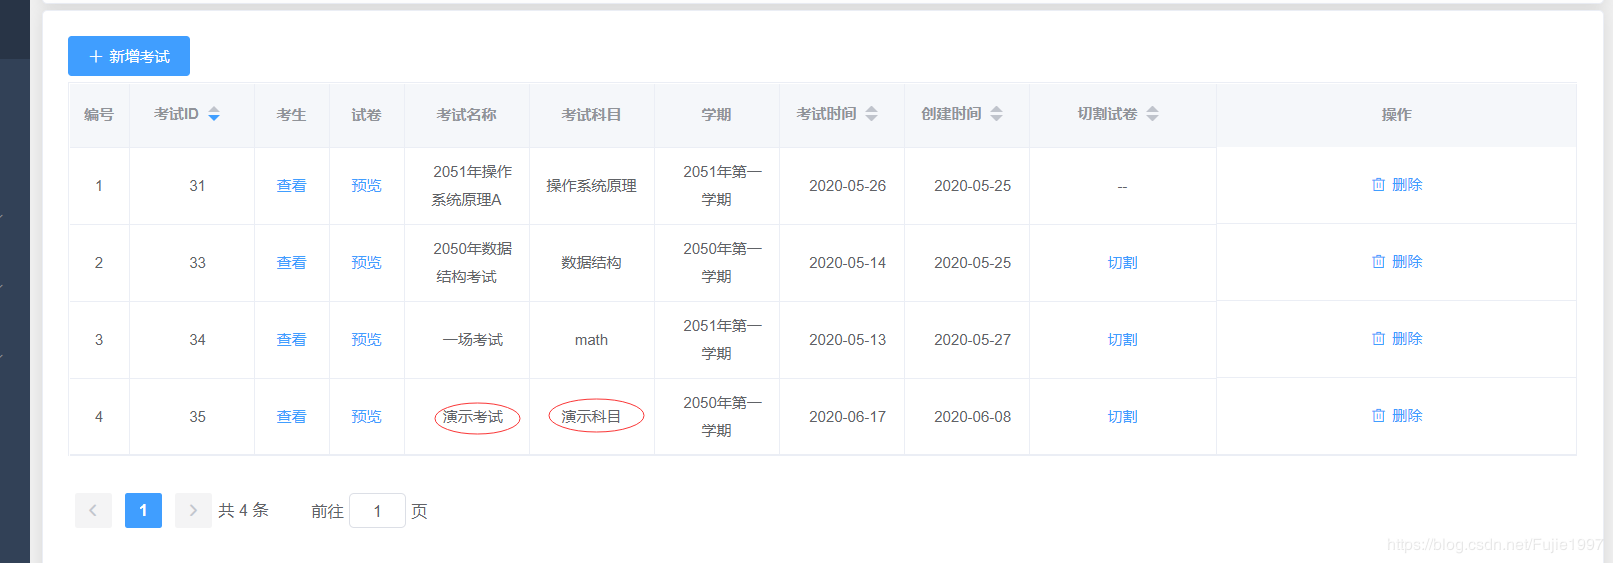 + 新增考试
编号 考试ID 考生 试卷 考试名称 考试科目 学期 考试时间 创建时间 切割试卷 操作
1 31 查看 预览 2051年操作 操作系统原理 2051年第一 2020-05-26 2020-05-25 -- 删除
系统原理A 学期
2 33 查看 预览 2050年数据 数据结构 2050年第一 2020-05-14 2020-05-25 切割 删除
结构考试 学期
3 34 查看 预览 一场考试 math 2051年第一 2020-05-13 2020-05-27 切割 删除
学期
4 35 查看 预览 演示考试 演示科目 2050年第一 2020-06-17 2020-06-08 切割 删除
学期
1 共 4 条 前往 1 页
https://blog.csdn.net/Fujie1997